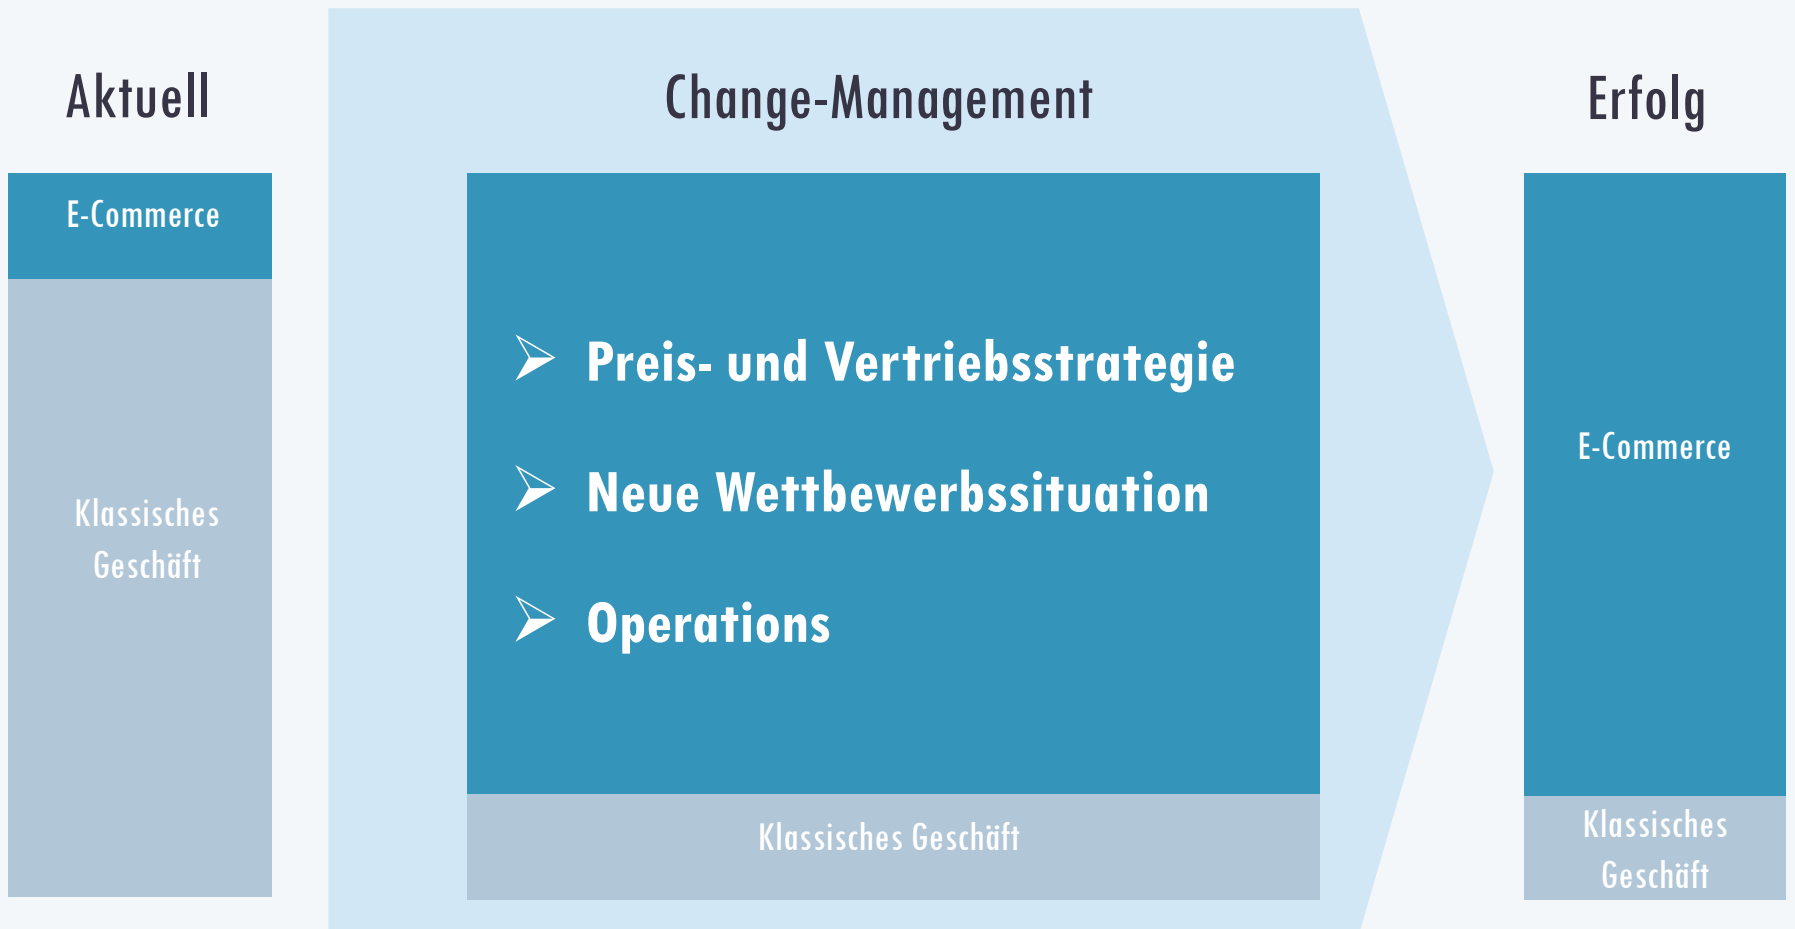 Aktuell
E-Commerce
Klassisches
Geschäft
Change-Management
Preis- und Vertriebsstrategie
Neue Wettbewerbssituation
Operations
Klassisches Geschäft
Erfolg
E-Commerce
Klassisches
Geschäft